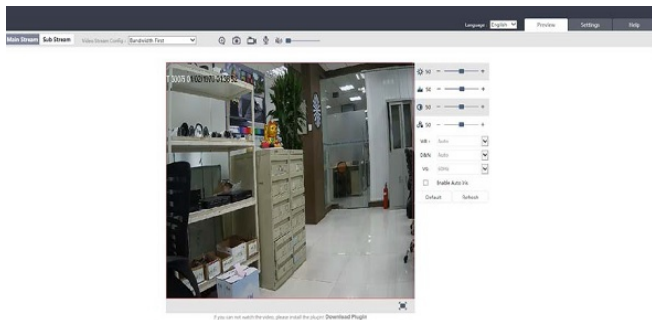 Language : English Preview Settings Help
Main Stream Sub Stream Video Stream Config : Bandwidth First
50 - +
50 - +
50 - +
50 - +
WB : Auto
D&N: Auto
Enable Auto Iris
Default Refresh
If you can not watch the video, please install the plugin! Download Plugin